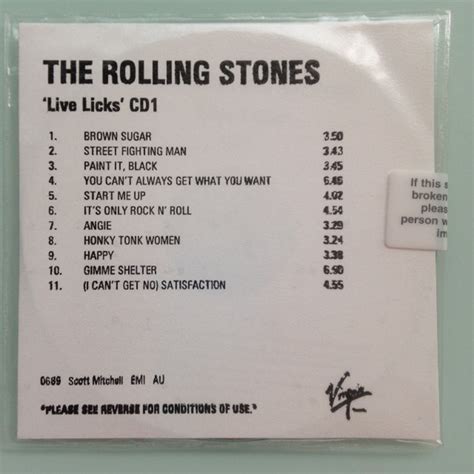 THE ROLLING STONES
'Live Licks' CD1
1. BROWN SUGAR 3.50
2. STREET FIGHTING MAN 3.43
3. PAINT IT, BLACK 3.45
4. YOU CAN'T ALWAYS GET WHAT YOU WANT 6.46
5. START ME UP 4.02
6. IT'S ONLY ROCK N' ROLL 4.54
7. ANGIE 3.29
8. HONKY TONK WOMEN 3.24
9. HAPPY 3.38
10. GIMME SHELTER 6.50
11. (I CAN'T GET NO) SATISFACTION 4.55
If this s
broken
pleas
person w
im
0689 Scott Mitchell EMI AU
Virgin
"PLEASE SEE REVERSE FOR CONDITIONS OF USE."